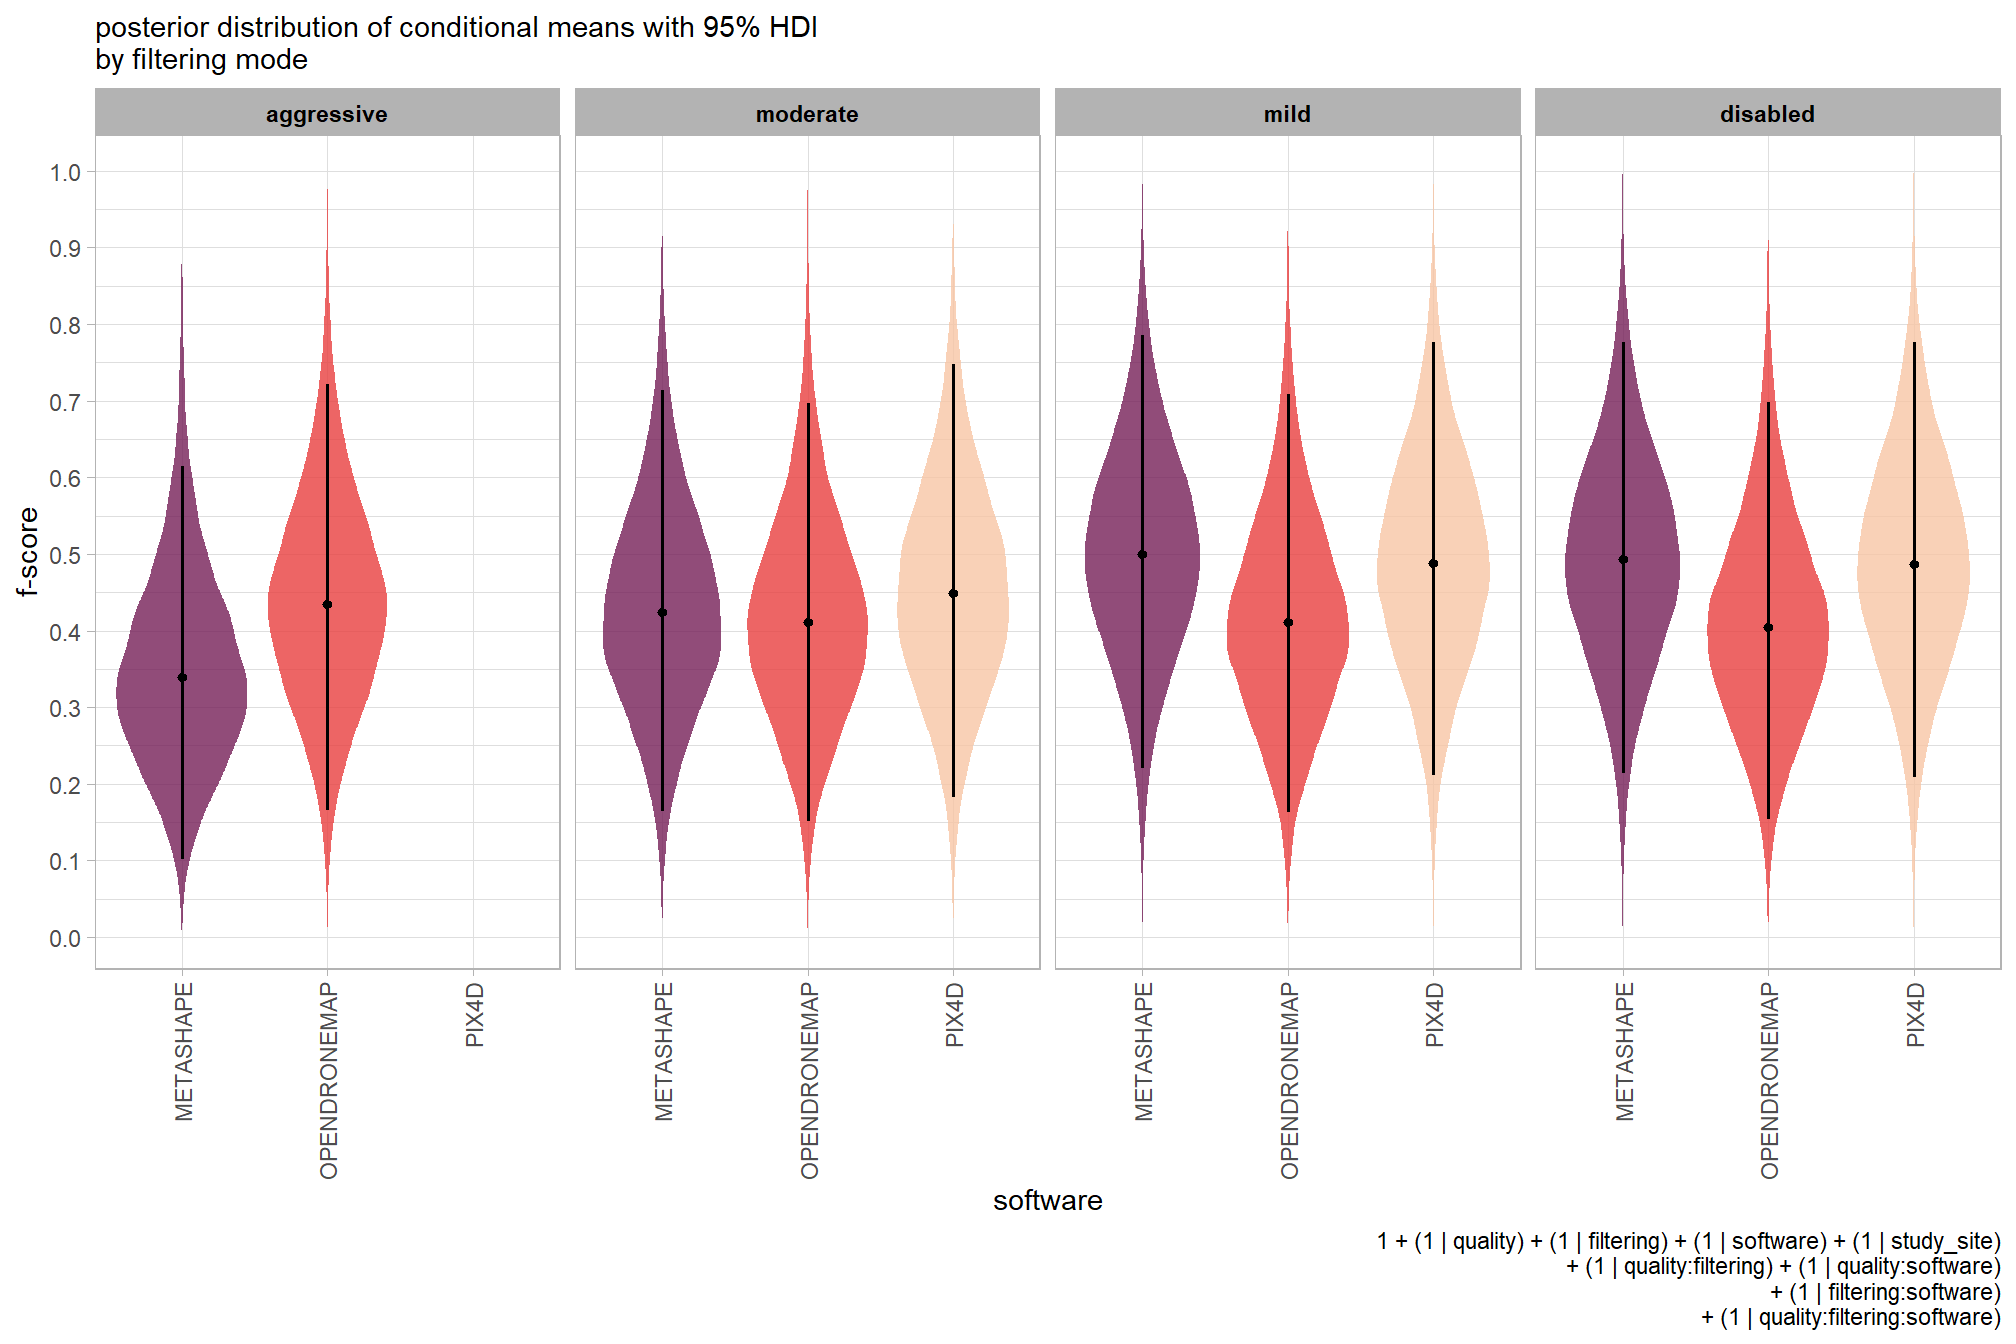 posterior distribution of conditional means with 95% HDI
by filtering mode
aggressive
moderate
mild
disabled
f-score
1.0
0.9
0.8
0.7
0.6
0.5
0.4
0.3
0.2
0.1
0.0
METASHAPE
OPENDRONEMAP
PIX4D
METASHAPE
OPENDRONEMAP
PIX4D
METASHAPE
OPENDRONEMAP
PIX4D
METASHAPE
OPENDRONEMAP
PIX4D
software
1 + (1 | quality) + (1 | filtering) + (1 | software) + (1 | study_site)
+ (1 | quality:filtering) + (1 | quality:software)
+ (1 | filtering:software)
+ (1 | quality:filtering:software)